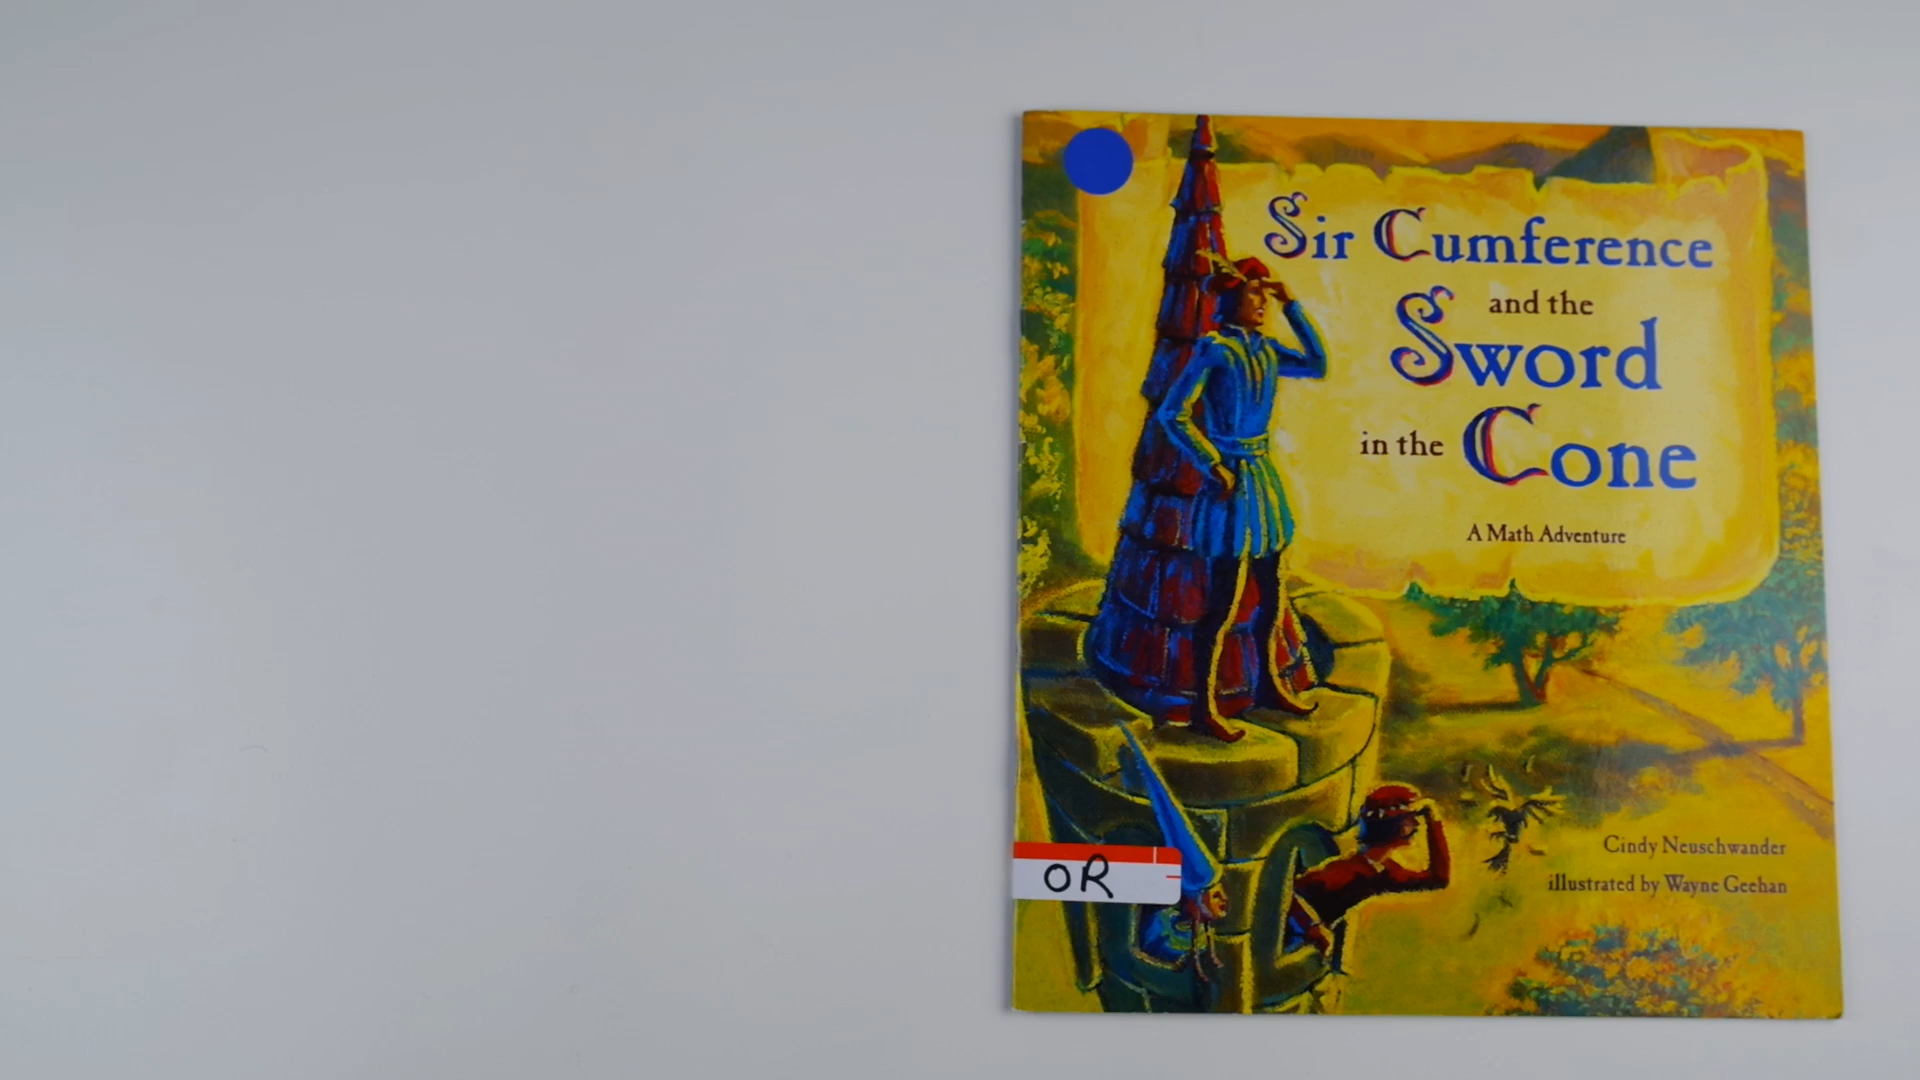 Sir Cumference
and the
Sword
in the Cone
A Math Adventure
Cindy Neuschwander
illustrated by Wayne Geehan
OR